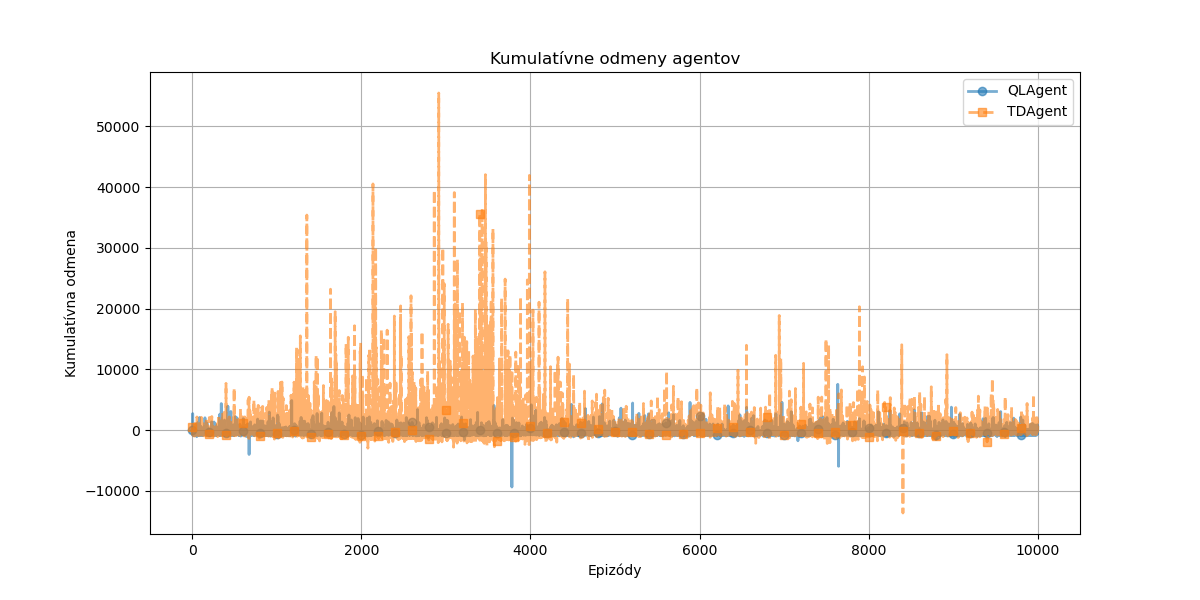 Kumulatívne odmeny agentov
QLAgent
TDAgent
50000
40000
30000
20000
10000
0
−10000
Kumulatívna odmena
0 2000 4000 6000 8000 10000
Epizódy